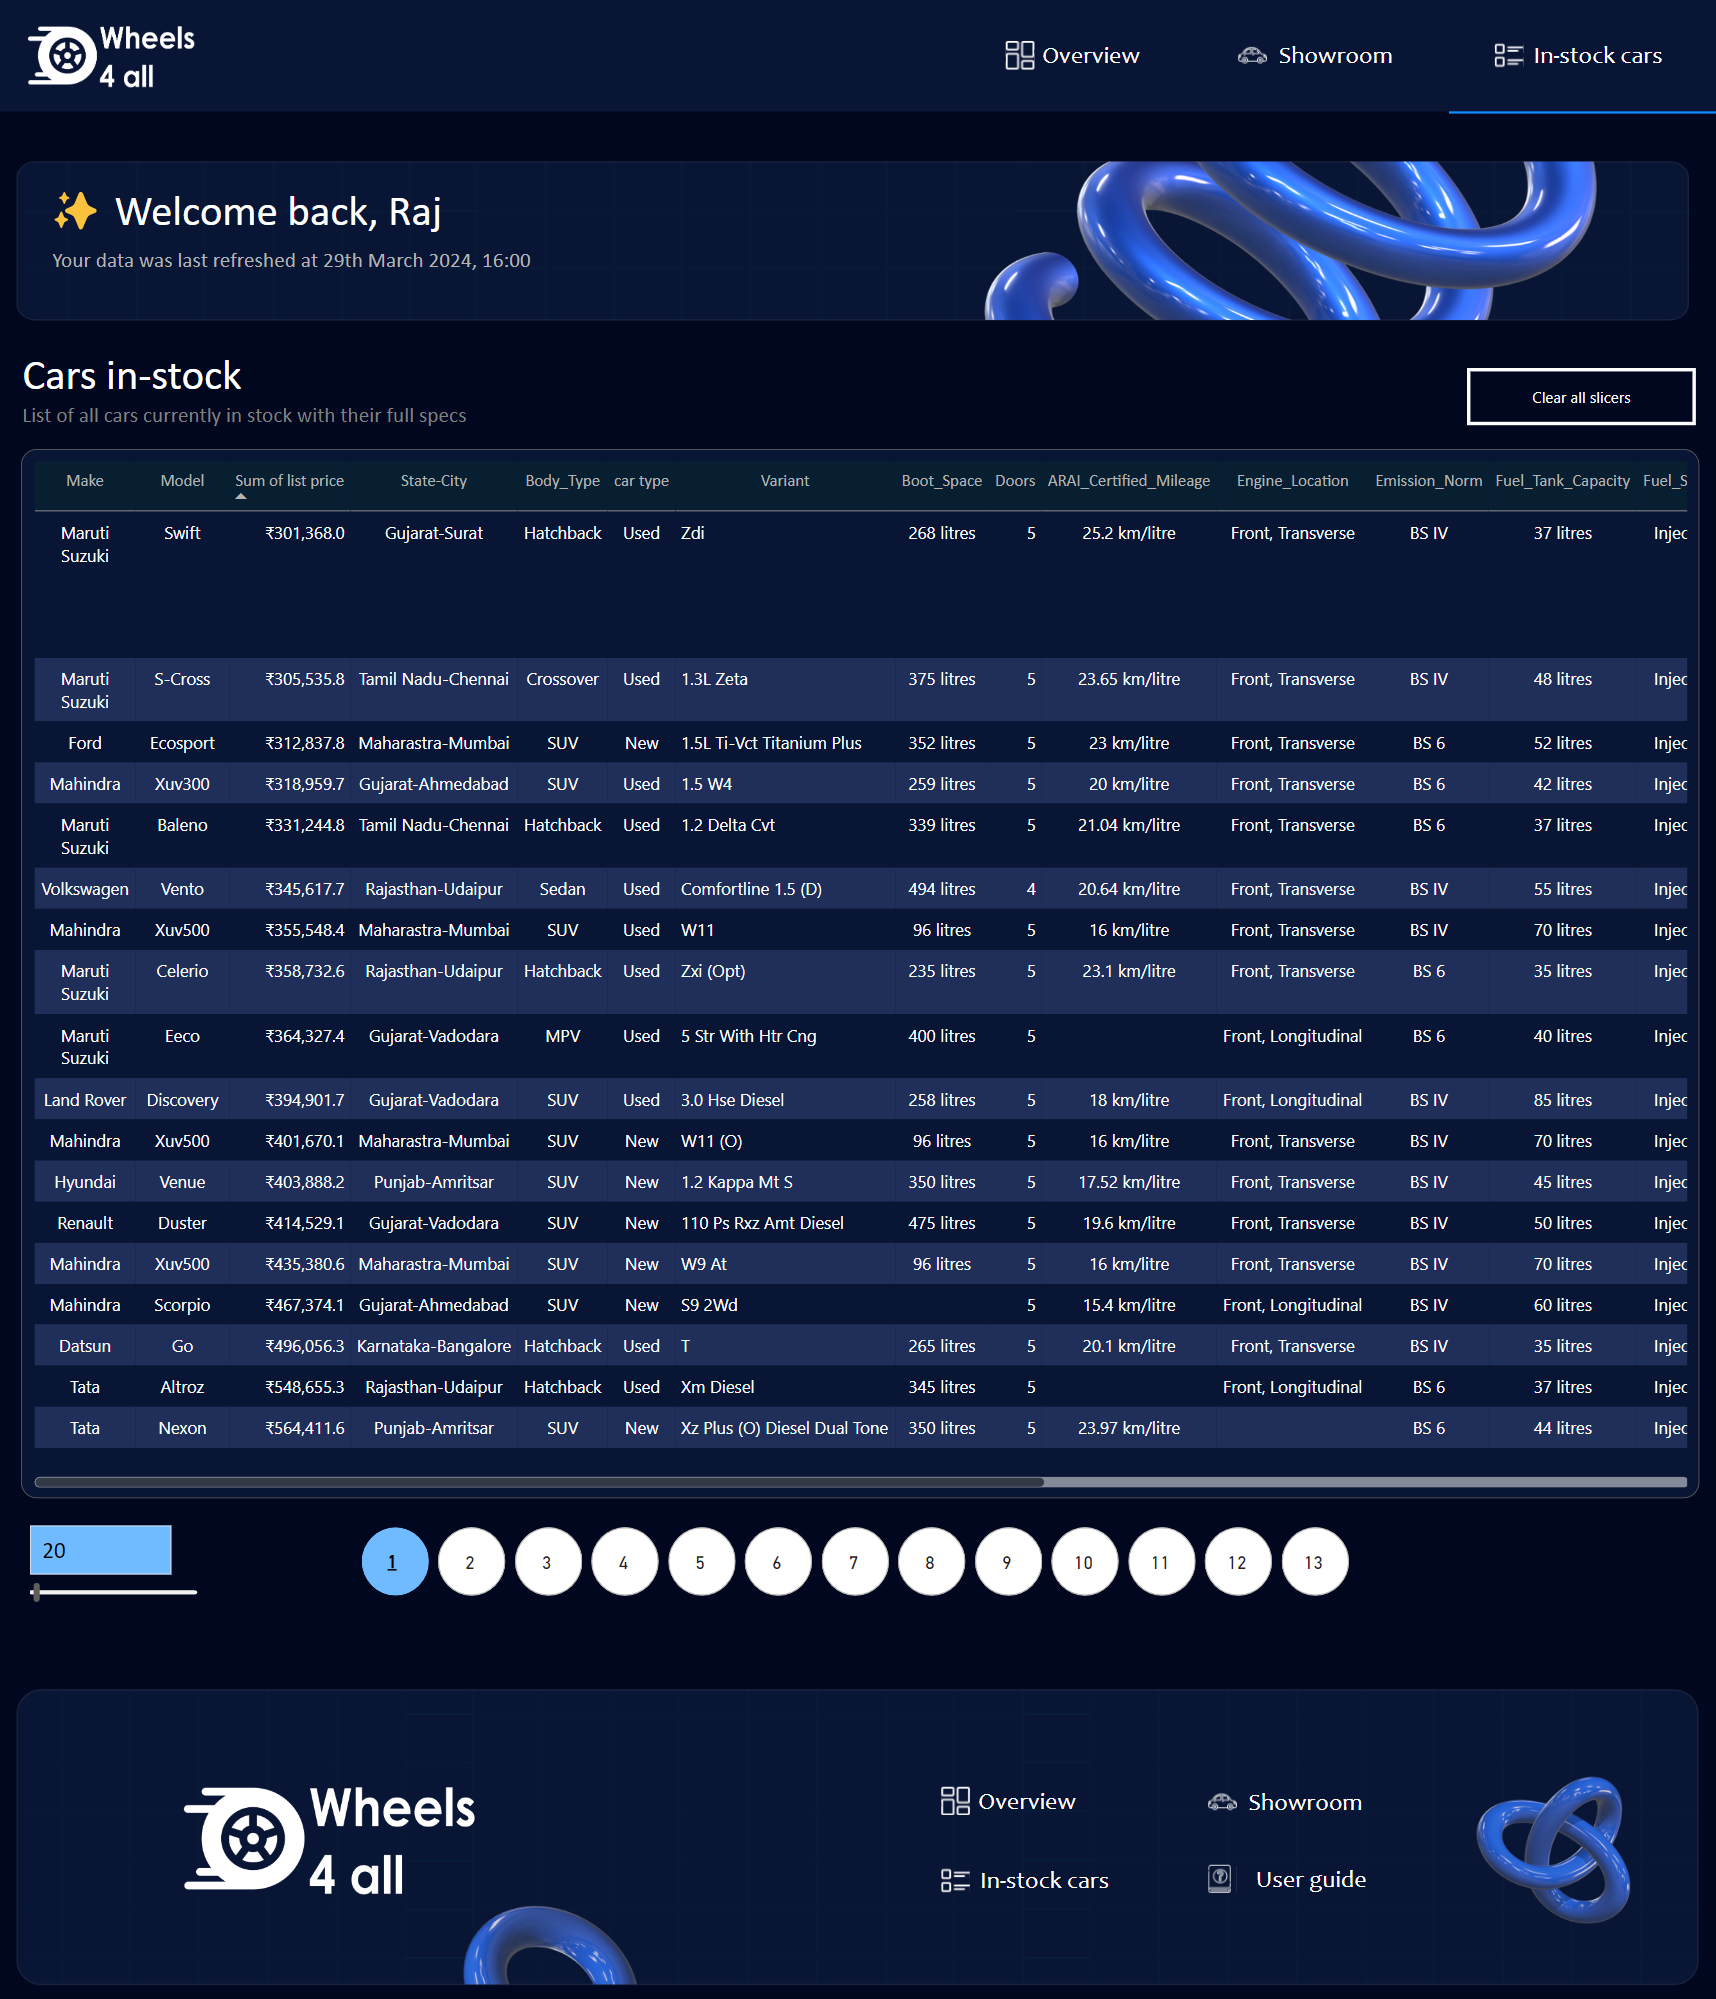 Wheels
4 all
Overview
Showroom
In-stock cars
✨ Welcome back, Raj
Your data was last refreshed at 29th March 2024, 16:00
Cars in-stock
List of all cars currently in stock with their full specs
Clear all slicers
Make Model Sum of list price State-City Body_Type car type Variant Boot_Space Doors ARAI_Certified_Mileage Engine_Location Emission_Norm Fuel_Tank_Capacity Fuel_S
Maruti Suzuki Swift ₹301,368.0 Gujarat-Surat Hatchback Used Zdi 268 litres 5 25.2 km/litre Front, Transverse BS IV 37 litres Injec
Maruti Suzuki S-Cross ₹305,535.8 Tamil Nadu-Chennai Crossover Used 1.3L Zeta 375 litres 5 23.65 km/litre Front, Transverse BS IV 48 litres Injec
Ford Ecosport ₹312,837.8 Maharastra-Mumbai SUV New 1.5L Ti-Vct Titanium Plus 352 litres 5 23 km/litre Front, Transverse BS 6 52 litres Injec
Mahindra Xuv300 ₹318,959.7 Gujarat-Ahmedabad SUV Used 1.5 W4 259 litres 5 20 km/litre Front, Transverse BS 6 42 litres Injec
Maruti Suzuki Baleno ₹331,244.8 Tamil Nadu-Chennai Hatchback Used 1.2 Delta Cvt 339 litres 5 21.04 km/litre Front, Transverse BS 6 37 litres Injec
Volkswagen Vento ₹345,617.7 Rajasthan-Udaipur Sedan Used Comfortline 1.5 (D) 494 litres 4 20.64 km/litre Front, Transverse BS IV 55 litres Injec
Mahindra Xuv500 ₹355,548.4 Maharastra-Mumbai SUV Used W11 96 litres 5 16 km/litre Front, Transverse BS IV 70 litres Injec
Maruti Suzuki Celerio ₹358,732.6 Rajasthan-Udaipur Hatchback Used Zxi (Opt) 235 litres 5 23.1 km/litre Front, Transverse BS 6 35 litres Injec
Maruti Suzuki Eeco ₹364,327.4 Gujarat-Vadodara MPV Used 5 Str With Htr Cng 400 litres 5 Front, Longitudinal BS 6 40 litres Injec
Land Rover Discovery ₹394,901.7 Gujarat-Vadodara SUV Used 3.0 Hse Diesel 258 litres 5 18 km/litre Front, Longitudinal BS IV 85 litres Injec
Mahindra Xuv500 ₹401,670.1 Maharastra-Mumbai SUV New W11 (O) 96 litres 5 16 km/litre Front, Transverse BS IV 70 litres Injec
Hyundai Venue ₹403,888.2 Punjab-Amritsar SUV New 1.2 Kappa Mt S 350 litres 5 17.52 km/litre Front, Transverse BS IV 45 litres Injec
Renault Duster ₹414,529.1 Gujarat-Vadodara SUV New 110 Ps Rxz Amt Diesel 475 litres 5 19.6 km/litre Front, Transverse BS IV 50 litres Injec
Mahindra Xuv500 ₹435,380.6 Maharastra-Mumbai SUV New W9 At 96 litres 5 16 km/litre Front, Transverse BS IV 70 litres Injec
Mahindra Scorpio ₹467,374.1 Gujarat-Ahmedabad SUV New S9 2Wd 5 15.4 km/litre Front, Longitudinal BS IV 60 litres Injec
Datsun Go ₹496,056.3 Karnataka-Bangalore Hatchback Used T 265 litres 5 20.1 km/litre Front, Transverse BS IV 35 litres Injec
Tata Altroz ₹548,655.3 Rajasthan-Udaipur Hatchback Used Xm Diesel 345 litres 5 Front, Longitudinal BS 6 37 litres Injec
Tata Nexon ₹564,411.6 Punjab-Amritsar SUV New Xz Plus (O) Diesel Dual Tone 350 litres 5 23.97 km/litre BS 6 44 litres Injec
20
1 2 3 4 5 6 7 8 9 10 11 12 13
Wheels
4 all
Overview
Showroom
In-stock cars
User guide